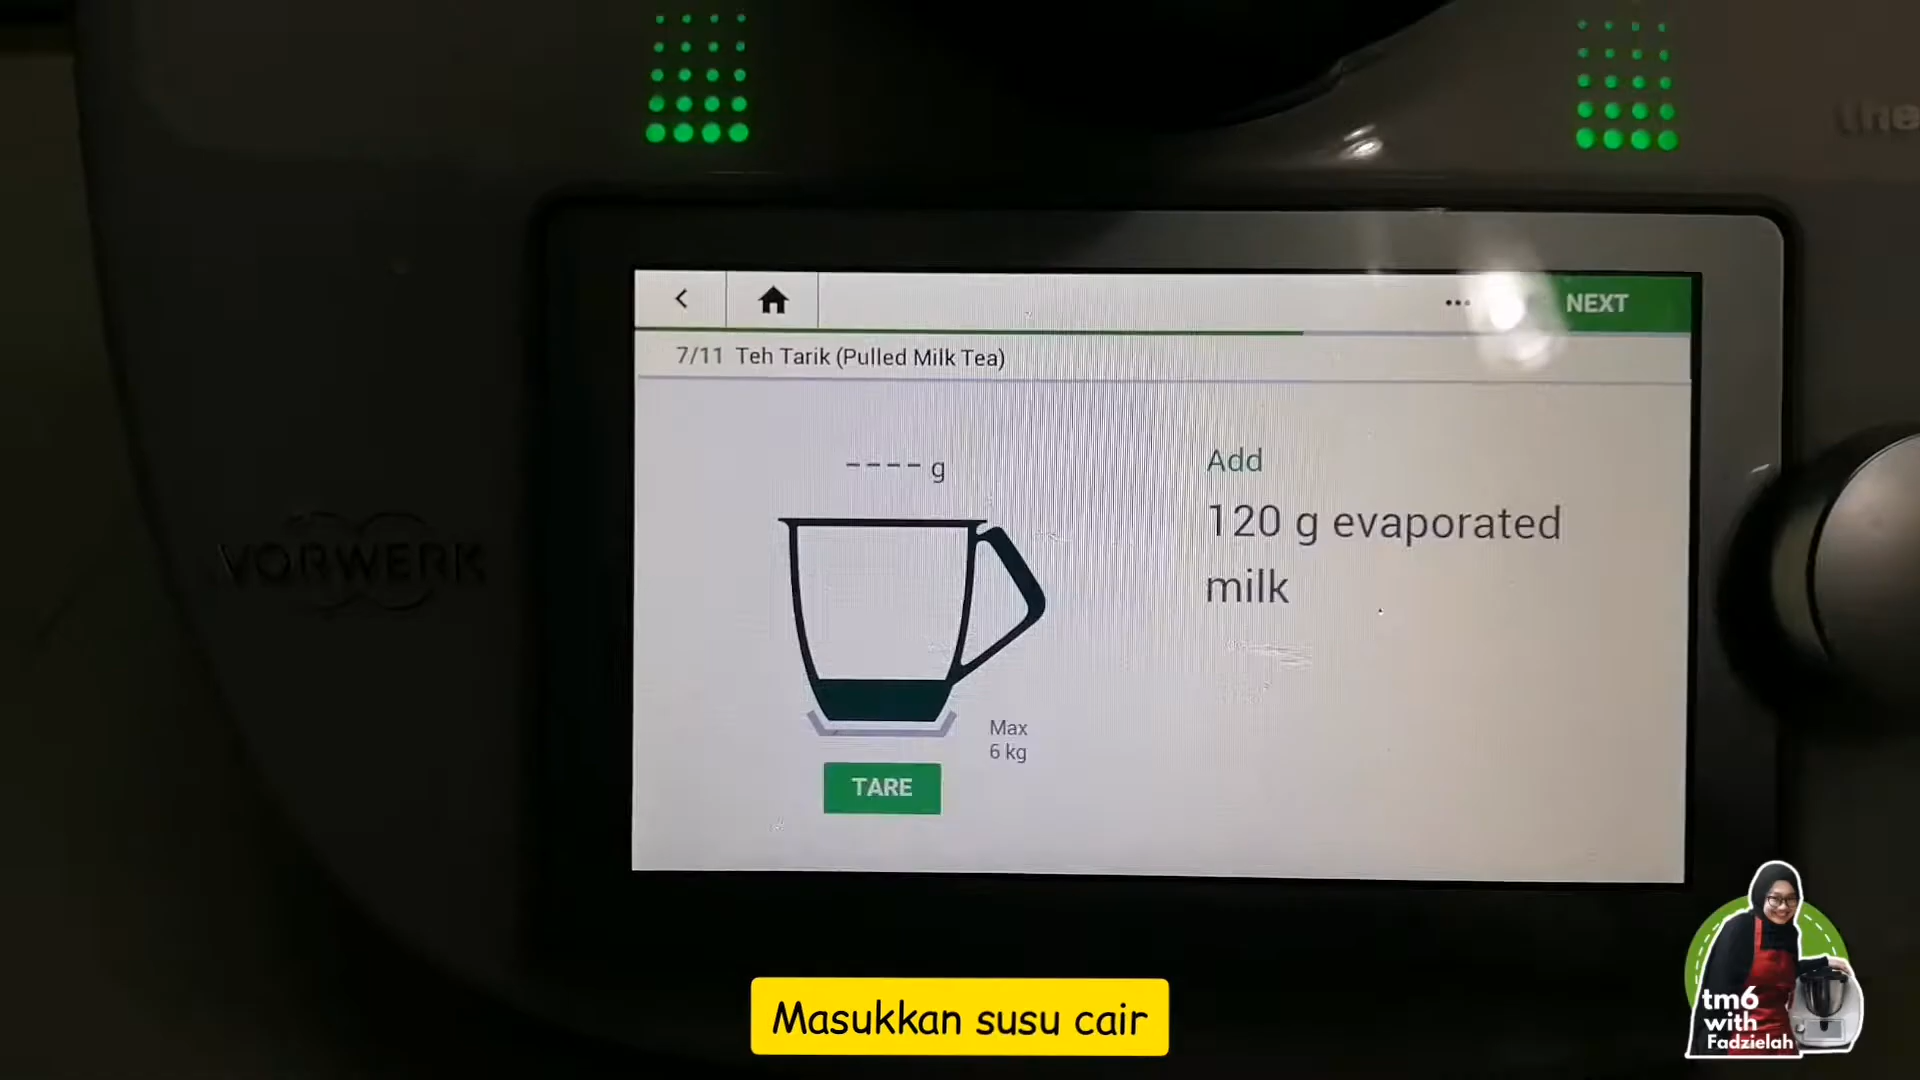 the
NEXT
7/11 Teh Tarik (Pulled Milk Tea)
---- g
Add
120 g evaporated
milk
Max
6 kg
TARE
VORWERK
Masukkan susu cair
tm6
with
Fadzielah